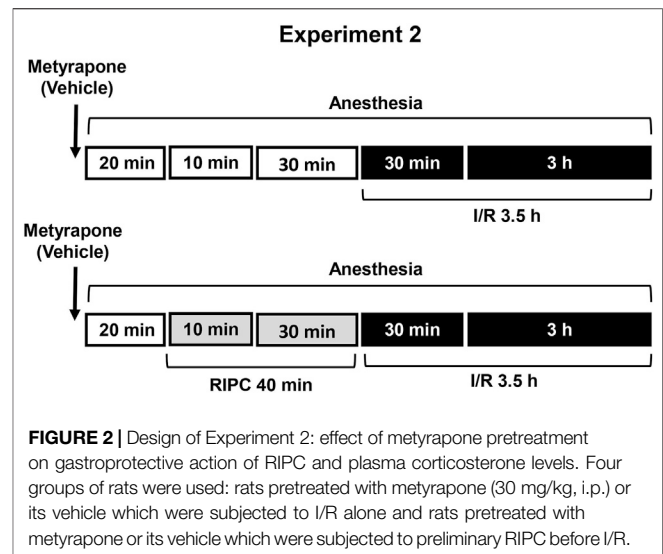 Experiment 2
Metyrapone
(Vehicle)
Anesthesia
20 min 10 min 30 min 30 min 3 h
I/R 3.5 h
Metyrapone
(Vehicle)
Anesthesia
20 min 10 min 30 min 30 min 3 h
RIPC 40 min I/R 3.5 h
FIGURE 2 | Design of Experiment 2: effect of metyrapone pretreatment
on gastroprotective action of RIPC and plasma corticosterone levels. Four
groups of rats were used: rats pretreated with metyrapone (30 mg/kg, i.p.) or
its vehicle which were subjected to I/R alone and rats pretreated with
metyrapone or its vehicle which were subjected to preliminary RIPC before I/R.